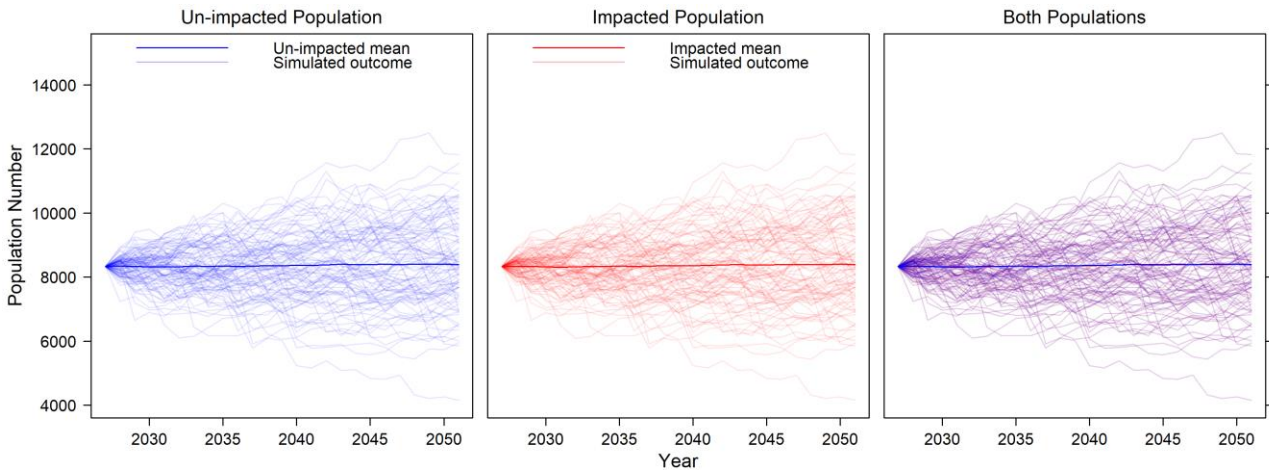 Un-impacted Population
Impacted Population
Both Populations
Un-impacted mean
Simulated outcome
Impacted mean
Simulated outcome
Population Number
14000
12000
10000
8000
6000
4000
2030 2035 2040 2045 2050
2030 2035 2040 2045 2050
2030 2035 2040 2045 2050
Year